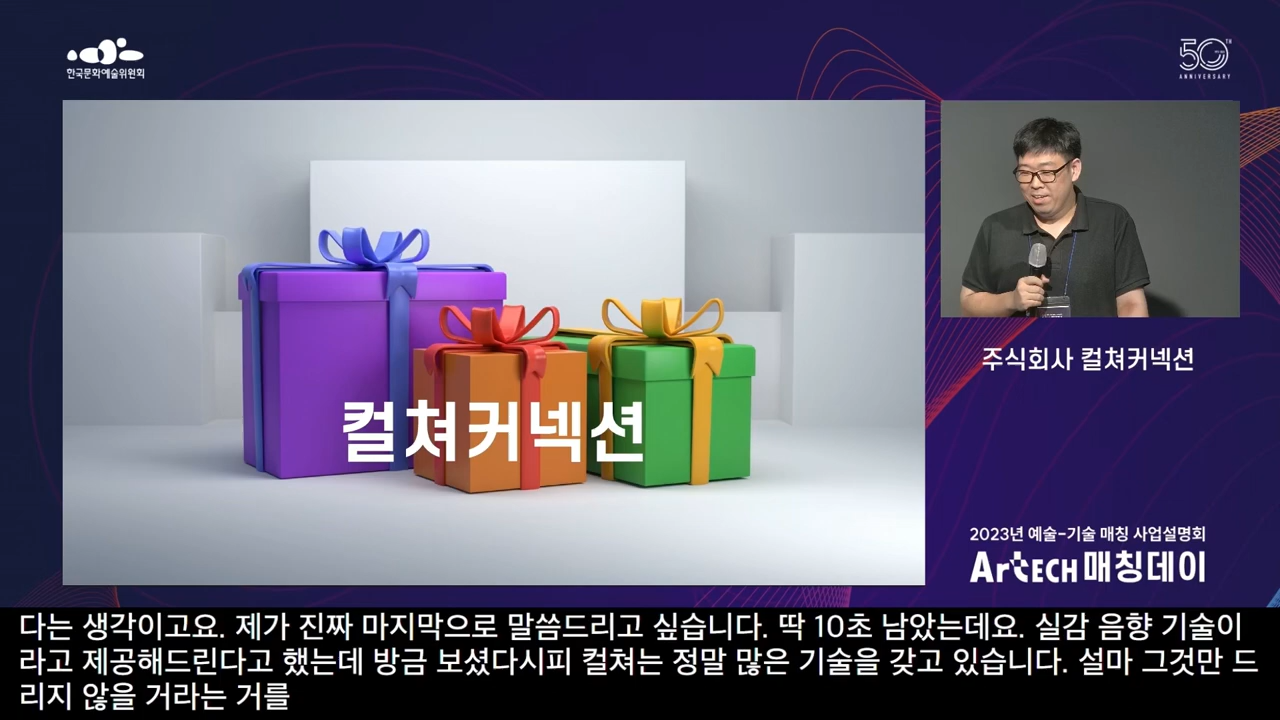 한국문화예술위원회
50TH
ANNIVERSARY
컬쳐커넥션
주식회사 컬쳐커넥션
2023년 예술-기술 매칭 사업설명회
ArtECH 매칭데이
다는 생각이고요. 제가 진짜 마지막으로 말씀드리고 싶습니다. 딱 10초 남았는데요. 실감 음향 기술이
라고 제공해드린다고 했는데 방금 보셨다시피 컬쳐는 정말 많은 기술을 갖고 있습니다. 설마 그것만 드
리지 않을 거라는 거를